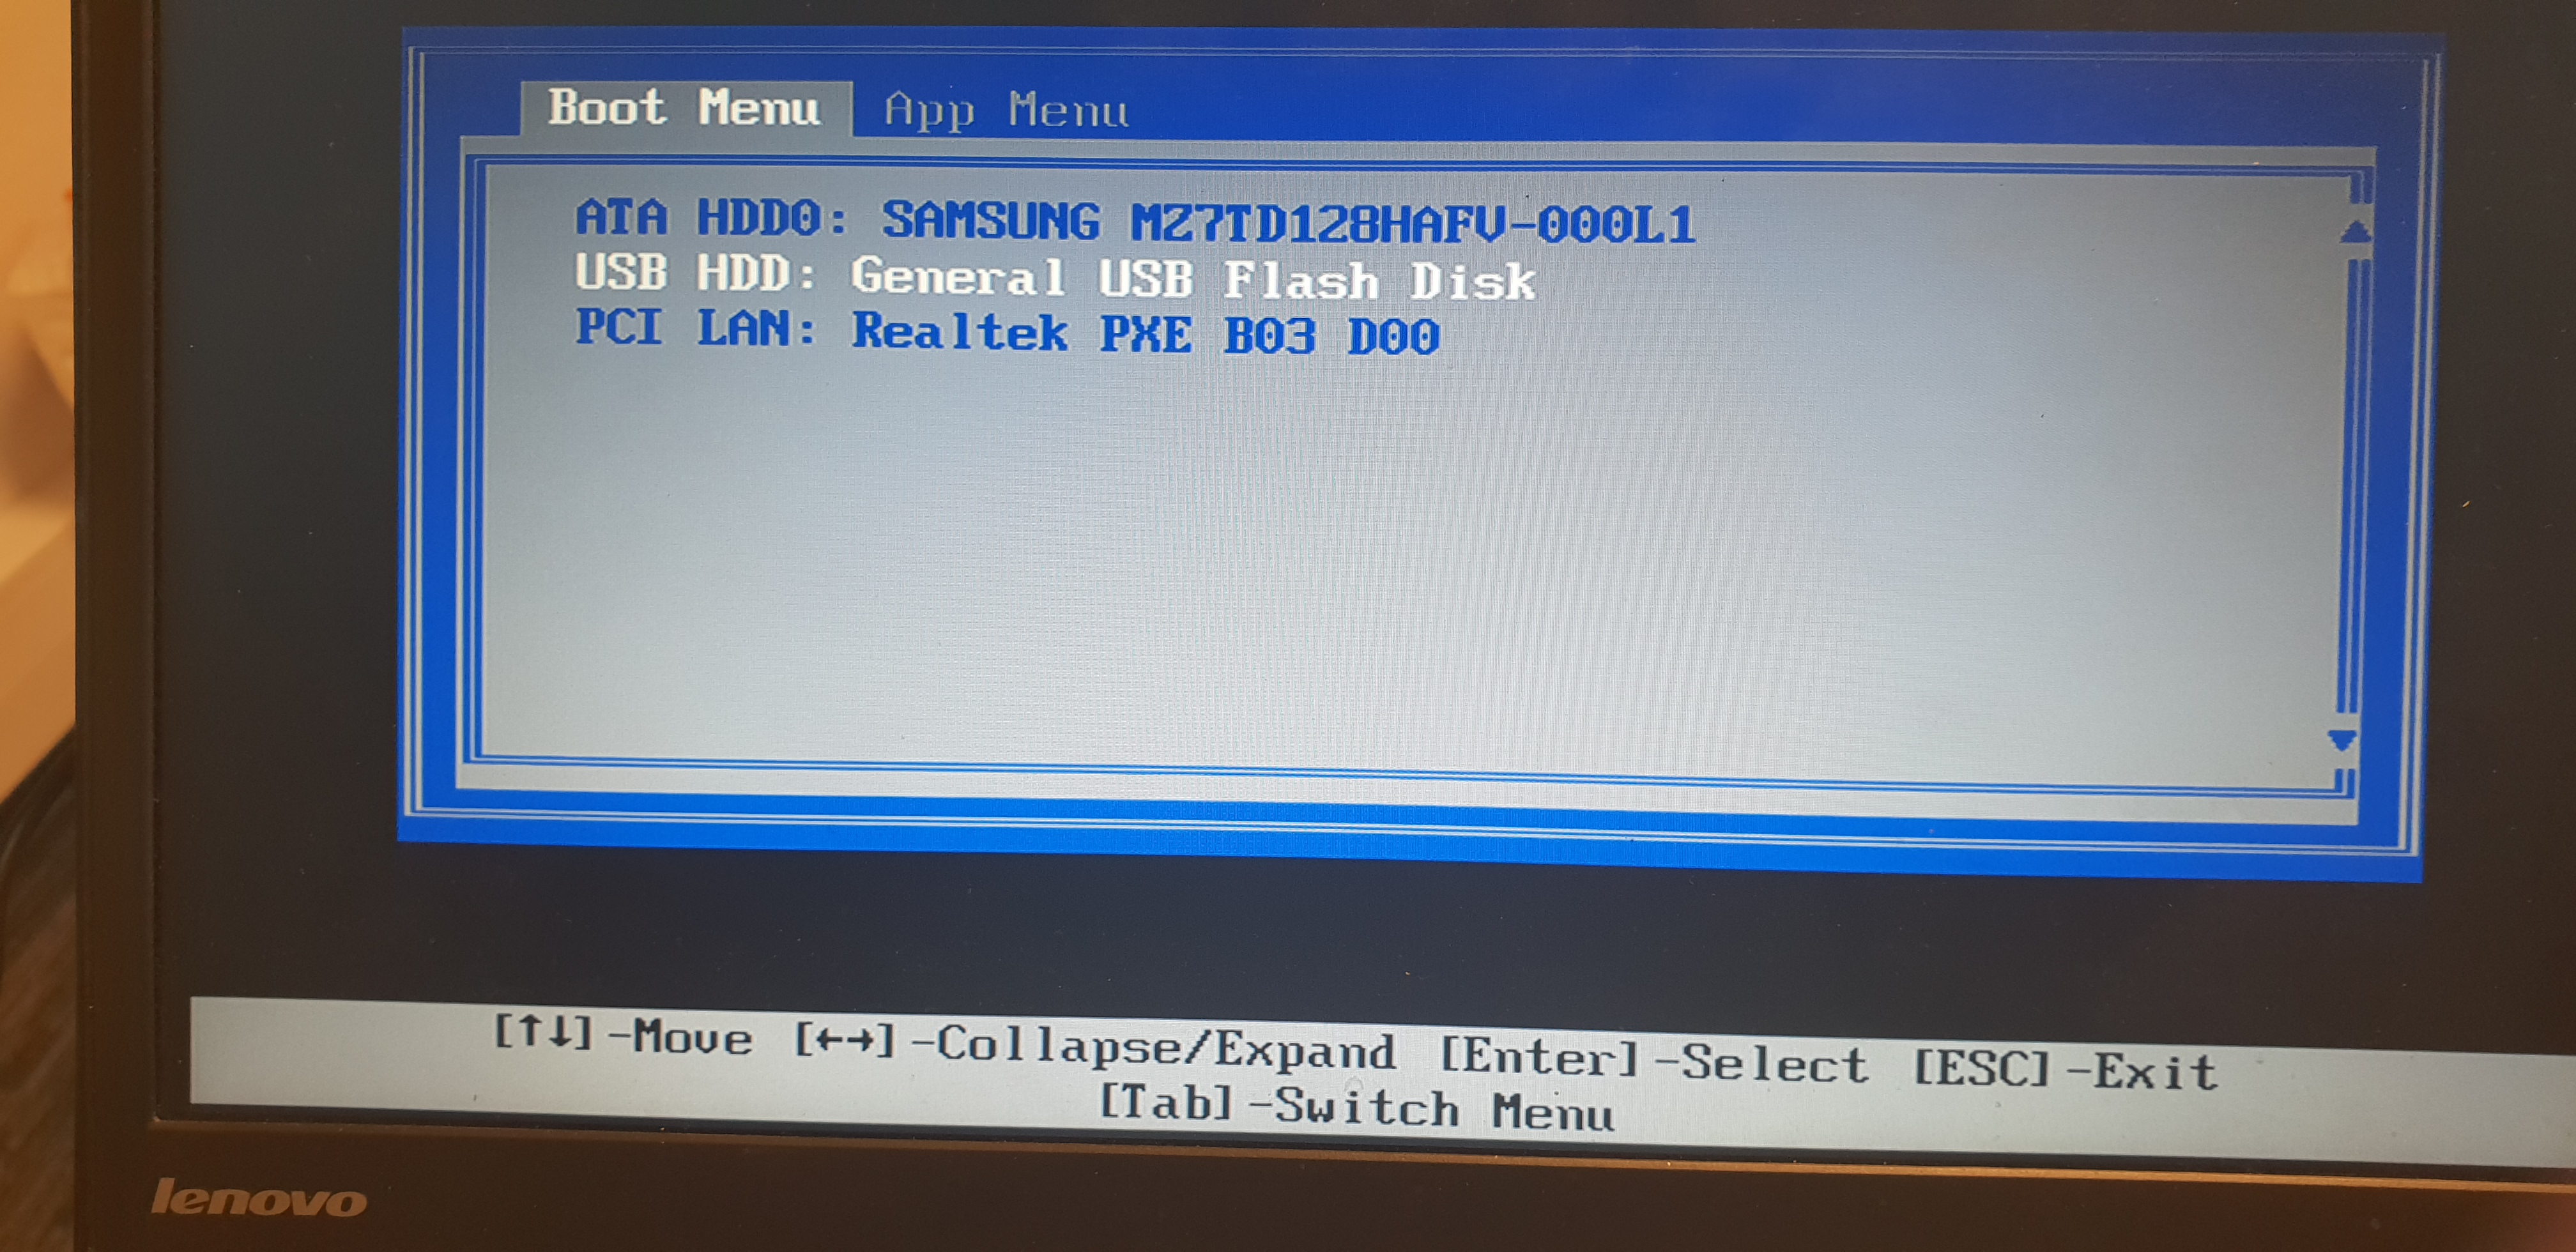 Boot Menu App Menu
ATA HDD0: SAMSUNG MZ7TD128HAFV-000L1
USB HDD: General USB Flash Disk
PCI LAN: Realtek PXE B03 D00
[↑↓]-Move [←→]-Collapse/Expand [Enter]-Select [ESC]-Exit
[Tab]-Switch Menu
lenovo